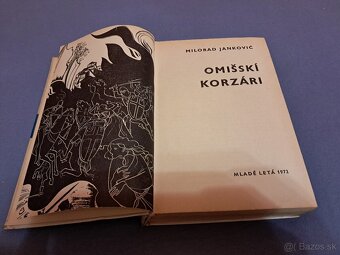 MILORAD JANKOVIĆ
OMIŠSKÍ
KORZÁRI
MLADÉ LETÁ 1973
© Bazos.sk